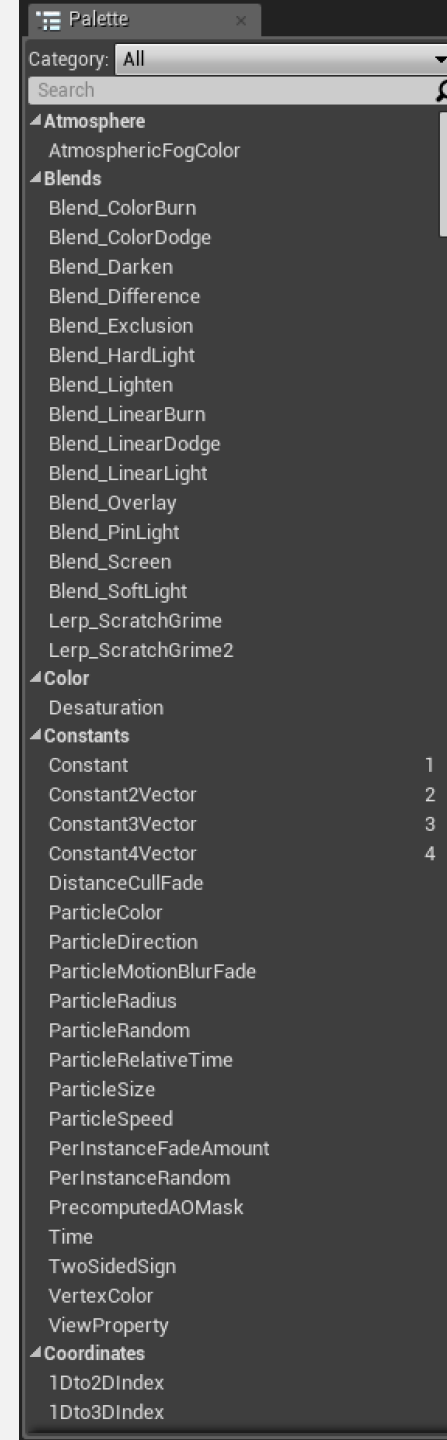 Palette
Category: All
Search
Atmosphere
AtmosphericFogColor
Blends
Blend_ColorBurn
Blend_ColorDodge
Blend_Darken
Blend_Difference
Blend_Exclusion
Blend_HardLight
Blend_Lighten
Blend_LinearBurn
Blend_LinearDodge
Blend_LinearLight
Blend_Overlay
Blend_PinLight
Blend_Screen
Blend_SoftLight
Lerp_ScratchGrime
Lerp_ScratchGrime2
Color
Desaturation
Constants
Constant 1
Constant2Vector 2
Constant3Vector 3
Constant4Vector 4
DistanceCullFade
ParticleColor
ParticleDirection
ParticleMotionBlurFade
ParticleRadius
ParticleRandom
ParticleRelativeTime
ParticleSize
ParticleSpeed
PerInstanceFadeAmount
PerInstanceRandom
PrecomputedAOMask
Time
TwoSidedSign
VertexColor
ViewProperty
Coordinates
1Dto2DIndex
1Dto3DIndex